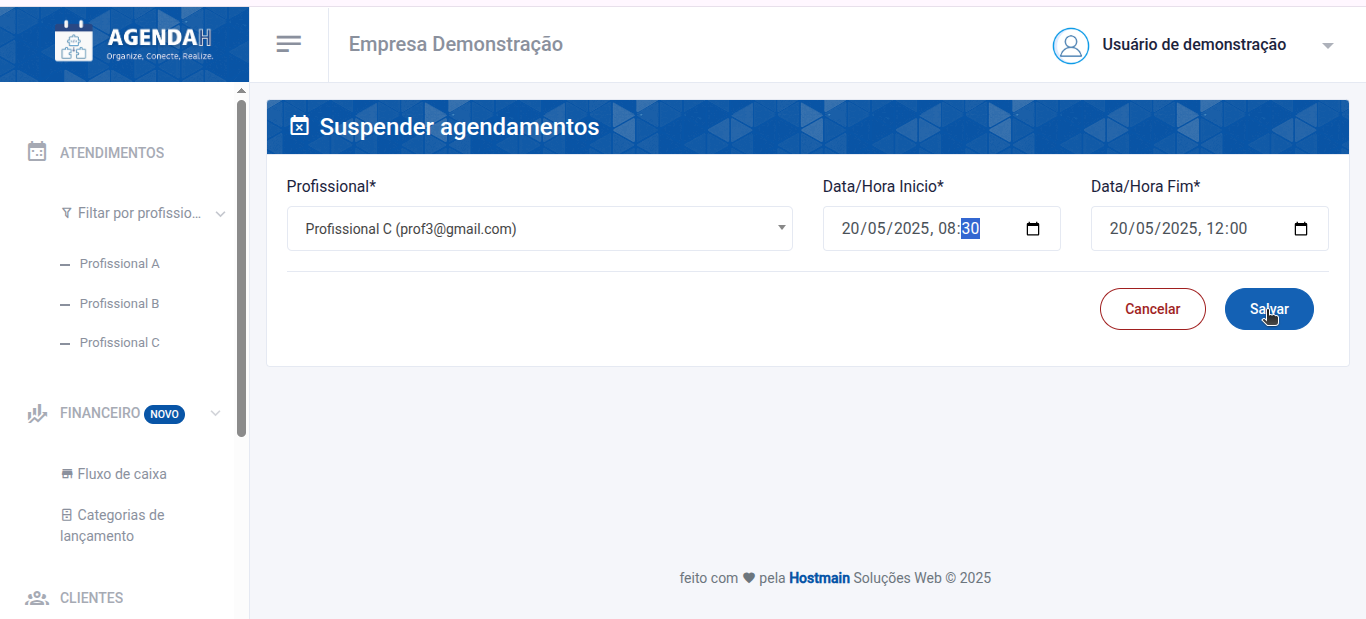 AGENDAH
Organize, Conecte, Realize.
Empresa Demonstração
Usuário de demonstração
ATENDIMENTOS
Filtar por profissio...
Profissional A
Profissional B
Profissional C
FINANCEIRO NOVO
Fluxo de caixa
Categorias de
lançamento
CLIENTES
Suspender agendamentos
Profissional*
Data/Hora Inicio*
Data/Hora Fim*
Profissional C (prof3@gmail.com)
20/05/2025, 08:30
20/05/2025, 12:00
Cancelar
Salvar
feito com pela Hostmain Soluções Web © 2025